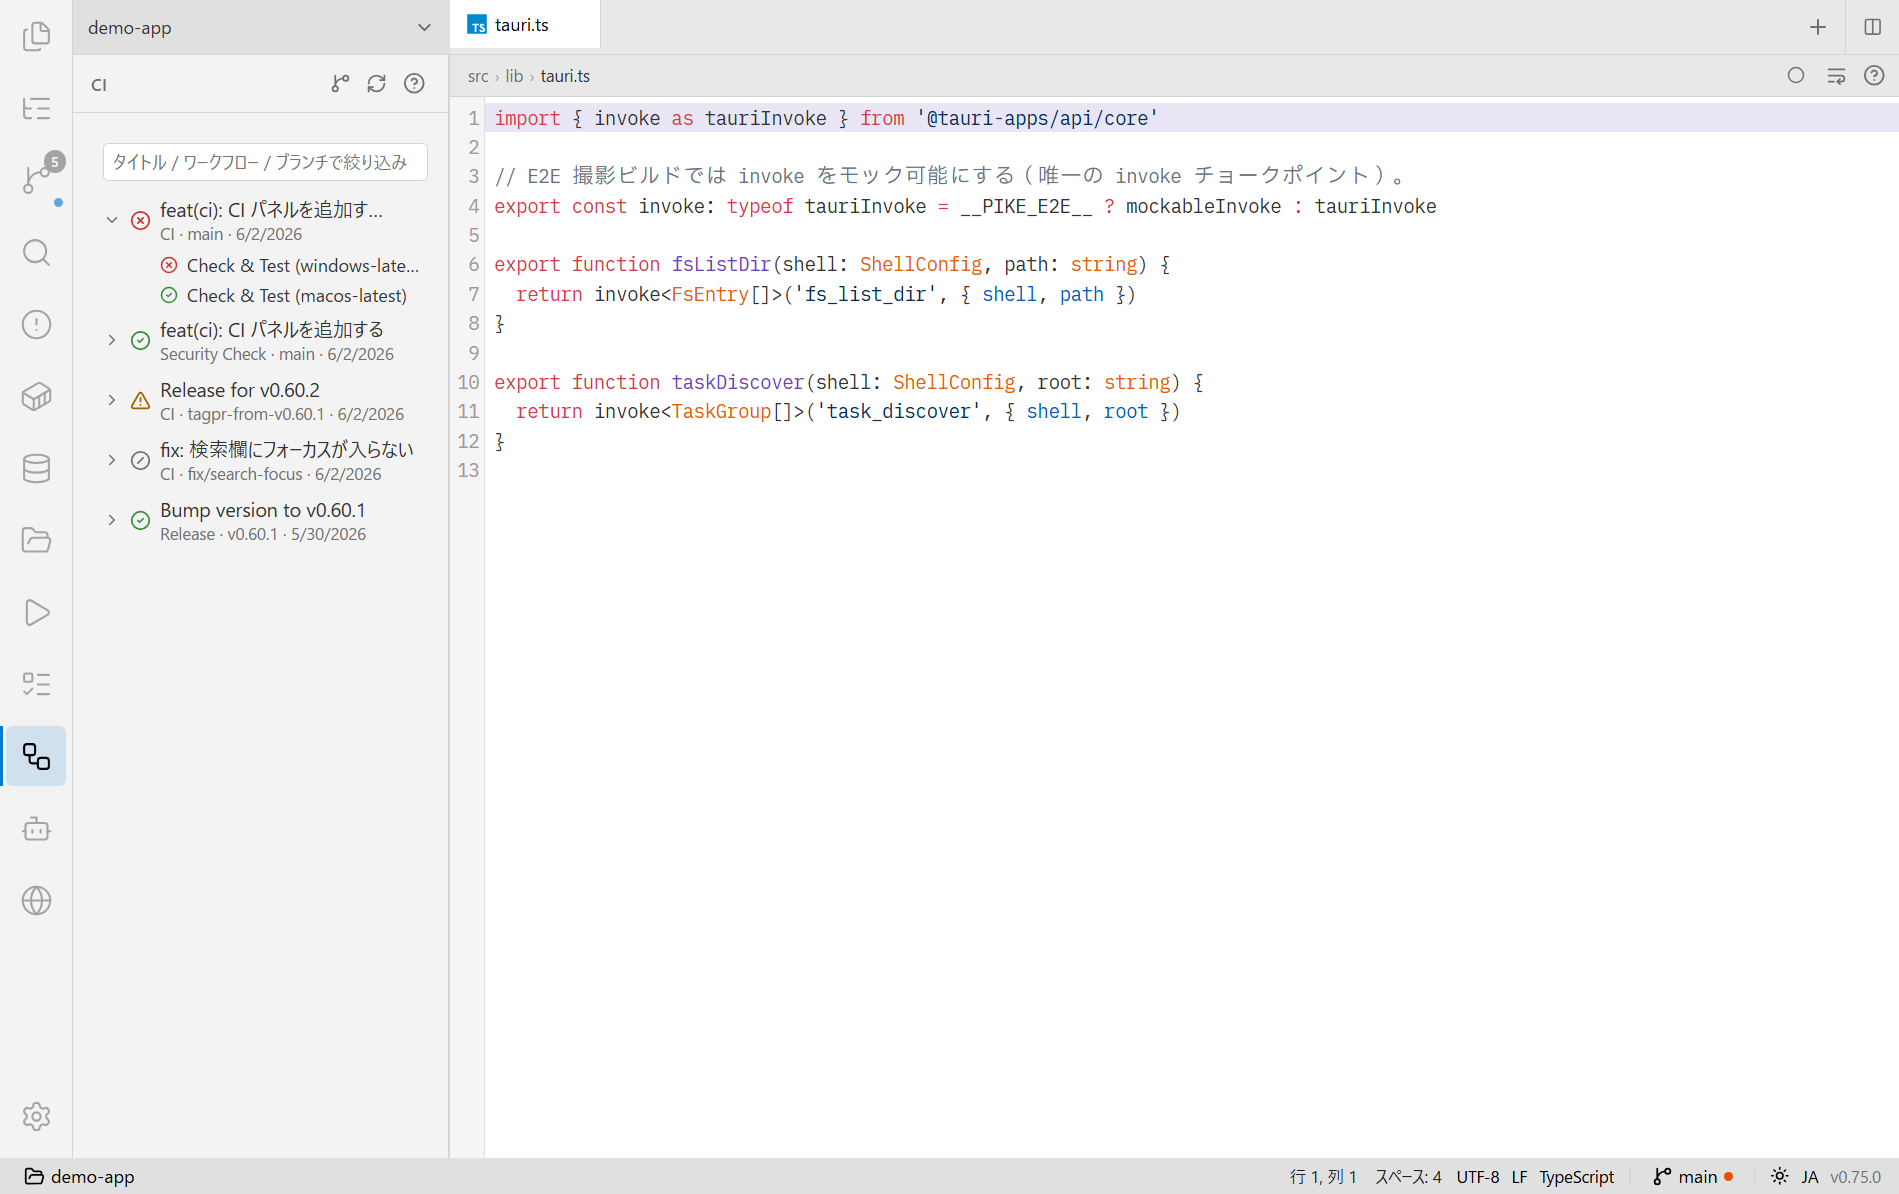 demo-app
TS tauri.ts
CI
src › lib › tauri.ts
タイトル / ワークフロー / ブランチで絞り込み
5
feat(ci): CI パネルを追加す...
CI · main · 6/2/2026
Check & Test (windows-late...
Check & Test (macos-latest)
feat(ci): CI パネルを追加する
Security Check · main · 6/2/2026
Release for v0.60.2
CI · tagpr-from-v0.60.1 · 6/2/2026
fix: 検索欄にフォーカスが入らない
CI · fix/search-focus · 6/2/2026
Bump version to v0.60.1
Release · v0.60.1 · 5/30/2026
1 import { invoke as tauriInvoke } from '@tauri-apps/api/core'
2
3 // E2E 撮影ビルドでは invoke をモック可能にする（唯一の invoke チョークポイント）。
4 export const invoke: typeof tauriInvoke = __PIKE_E2E__ ? mockableInvoke : tauriInvoke
5
6 export function fsListDir(shell: ShellConfig, path: string) {
7   return invoke<FsEntry[]>('fs_list_dir', { shell, path })
8 }
9
10 export function taskDiscover(shell: ShellConfig, root: string) {
11   return invoke<TaskGroup[]>('task_discover', { shell, root })
12 }
13
demo-app
行 1, 列 1 スペース: 4 UTF-8 LF TypeScript main JA v0.75.0